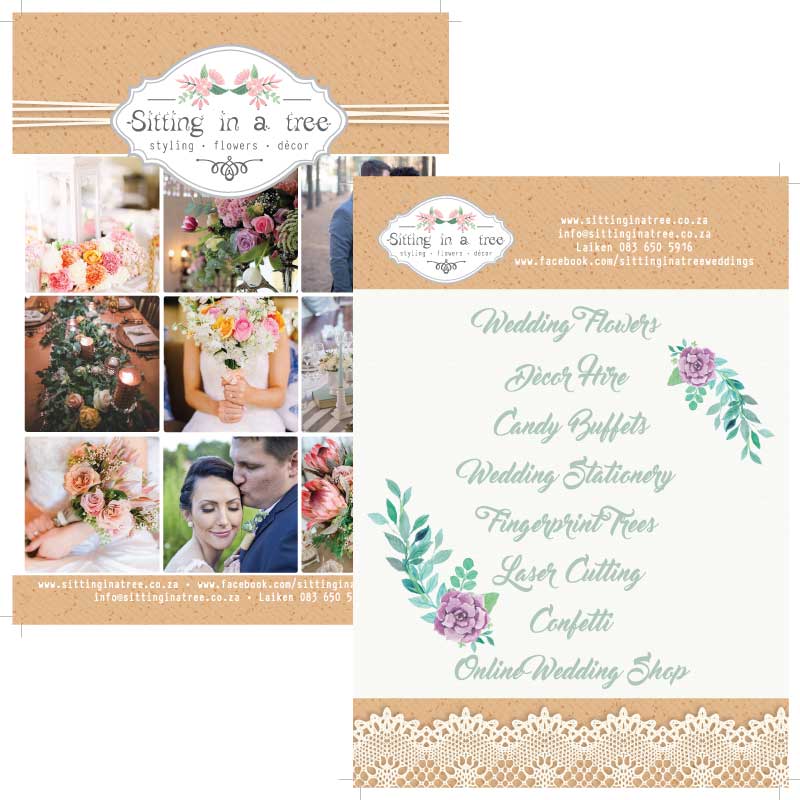 Sitting in a tree
styling · flowers · dècor
www.sittinginatree.co.za • www.facebook.com/sittingina
info@sittinginatree.co.za • Laiken 083 650 5
Sitting in a tree
styling · flowers · dècor
www.sittinginatree.co.za
info@sittinginatree.co.za
Laiken 083 650 5916
www.facebook.com/sittinginatreeweddings
Wedding Flowers
Dècor Hire
Candy Buffets
Wedding Stationery
Fingerprint Trees
Laser Cutting
Confetti
Online Wedding Shop